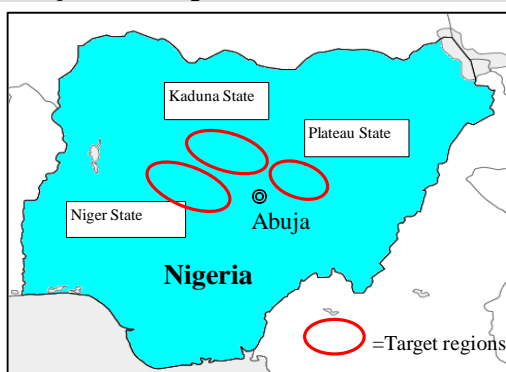 Kaduna State
Plateau State
Niger State
Abuja
Nigeria
=Target regions